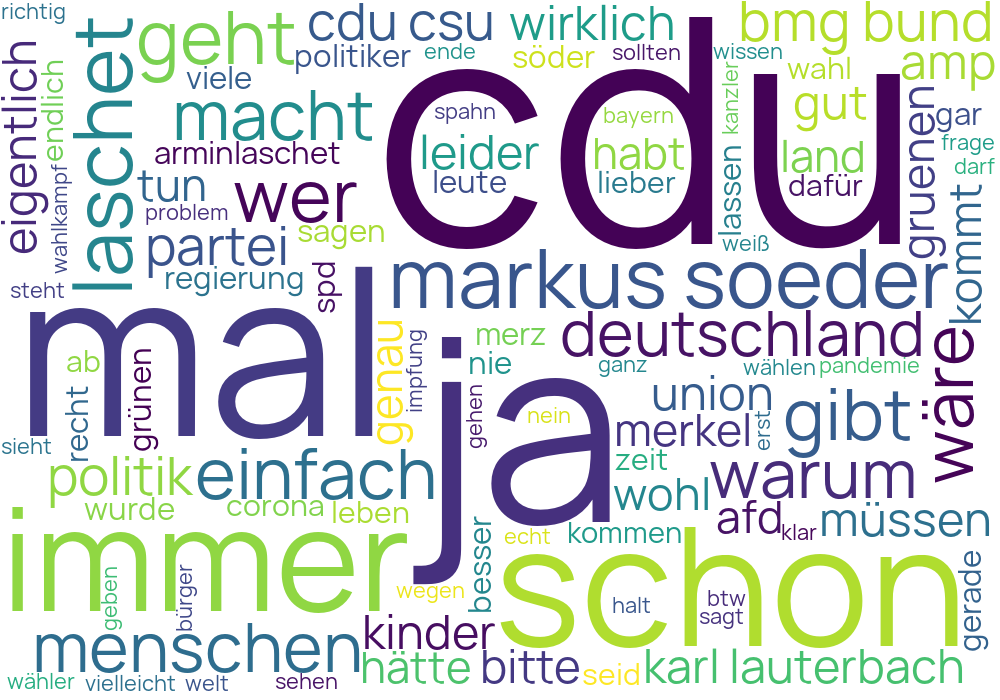 richtig
cdu csu
wirklich
bmg bund
politiker
ende
söder
sollten
wissen
geht
laschet
viele
wahl
amp
eigentlich
endlich
macht
cdu
spahn
bayern
kanzler
gut
gar
arminlaschet
leider
habt
land
frage
wahlkampf
tun
wer
leute
lieber
lassen
dafür
gruenen
darf
problem
partei
sagen
weiß
kommt
regierung
steht
spd
markus soeder
mal
ja
deutschland
wäre
genau
impfung
merz
nie
ganz
wählen
pandemie
ab
recht
grünen
gehen
nein
union
erst
gibt
merkel
sieht
politik
einfach
zeit
wohl
warum
wurde
corona
leben
afd
klar
müssen
immer
besser
echt
kommen
schon
gerade
geben
bürger
wegen
halt
btw
sagt
menschen
kinder
hätte
bitte
seid
karl lauterbach
wähler
vielleicht
welt
sehen